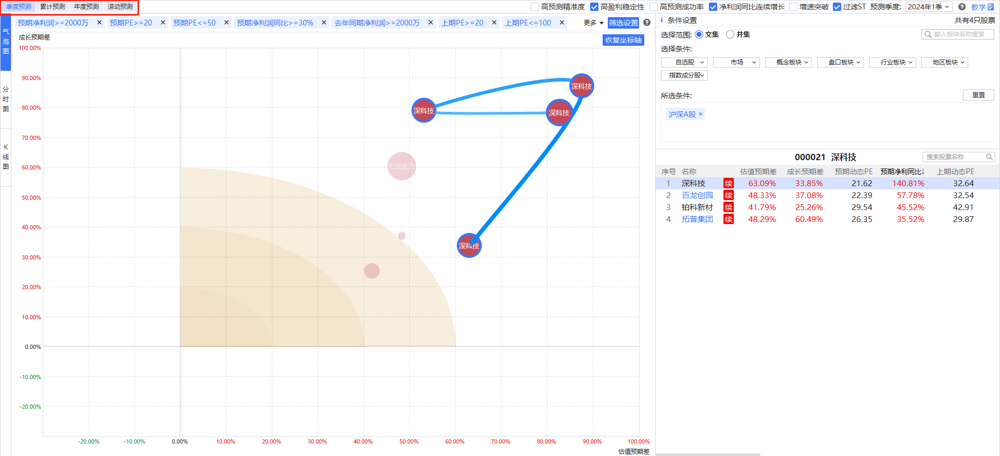 季度预测 累计预测 年度预测 滚动预测
高预测精准度 高盈利稳定性 高预测成功率 净利润同比连续增长 增速突破 过滤ST 预测季度: 2024年1季 ? 教学
预期净利润>=2000万 × 预期PE>=20 × 预期PE<=50 × 预期净利润同比>=30% × 去年同期净利润>=2000万 × 上期PE>=20 × 上期PE<=100 × 更多 筛选设置 ?
气泡图
分时图
K线图
成长预期差
恢复坐标轴
100.00%
90.00%
80.00%
70.00%
60.00%
50.00%
40.00%
30.00%
20.00%
10.00%
0.00%
-10.00%
-20.00%
深科技
深科技
深科技
拓普集团
深科技
-20.00% -10.00% 0.00% 10.00% 20.00% 30.00% 40.00% 50.00% 60.00% 70.00% 80.00% 90.00% 100.00%
估值预期差
条件设置 共有4只股票
选择范围: 交集 并集 输入板块名称搜索
选择条件:
自选股 市场 概念板块 盘口板块 行业板块 地区板块
指数成分股
所选条件: 重置
沪深A股 ×
000021 深科技 搜索股票名称
序号 名称 估值预期差 成长预期差 预期动态PE 预期净利同比↓ 上期动态PE
1 深科技 续 63.09% 33.85% 21.62 140.81% 32.64
2 百龙创园 续 48.33% 37.08% 22.39 57.78% 32.54
3 铂科新材 续 41.79% 25.26% 29.54 45.52% 42.91
4 拓普集团 续 48.29% 60.49% 26.35 35.52% 29.87